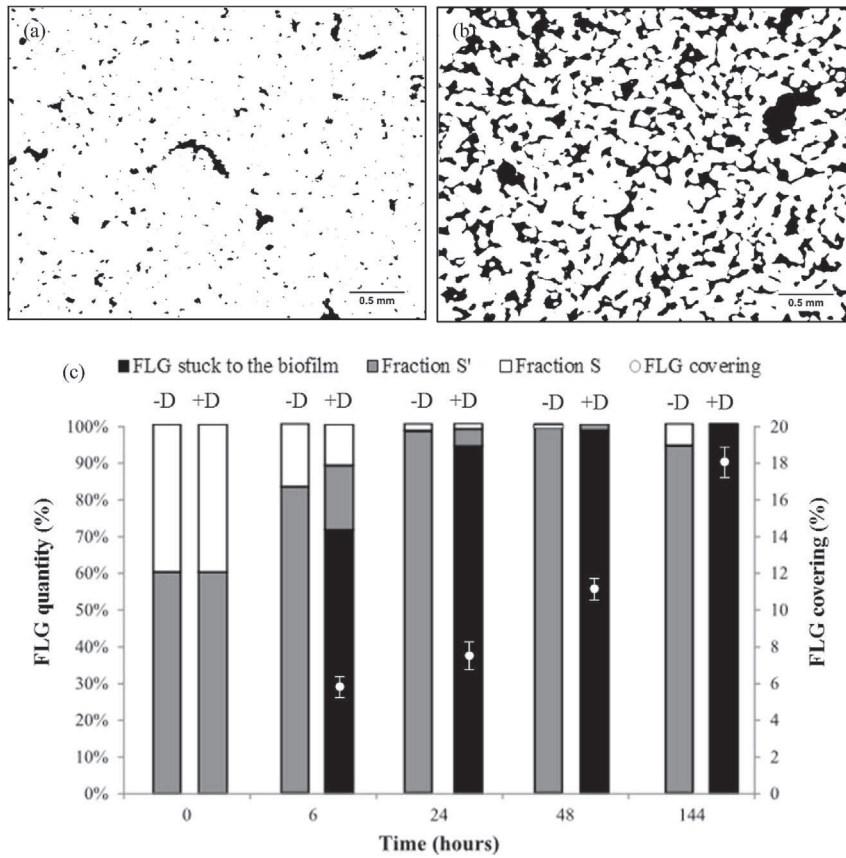 (a)
0.5 mm
(b)
0.5 mm
(c)
FLG stuck to the biofilm Fraction S' Fraction S FLG covering
-D +D -D +D -D +D -D +D -D +D
100% 20
90% 18
80% 16
70% 14
60% 12
50% 10
40% 8
30% 6
20% 4
10% 2
0% 0
FLG quantity (%)
FLG covering (%)
0 6 24 48 144
Time (hours)